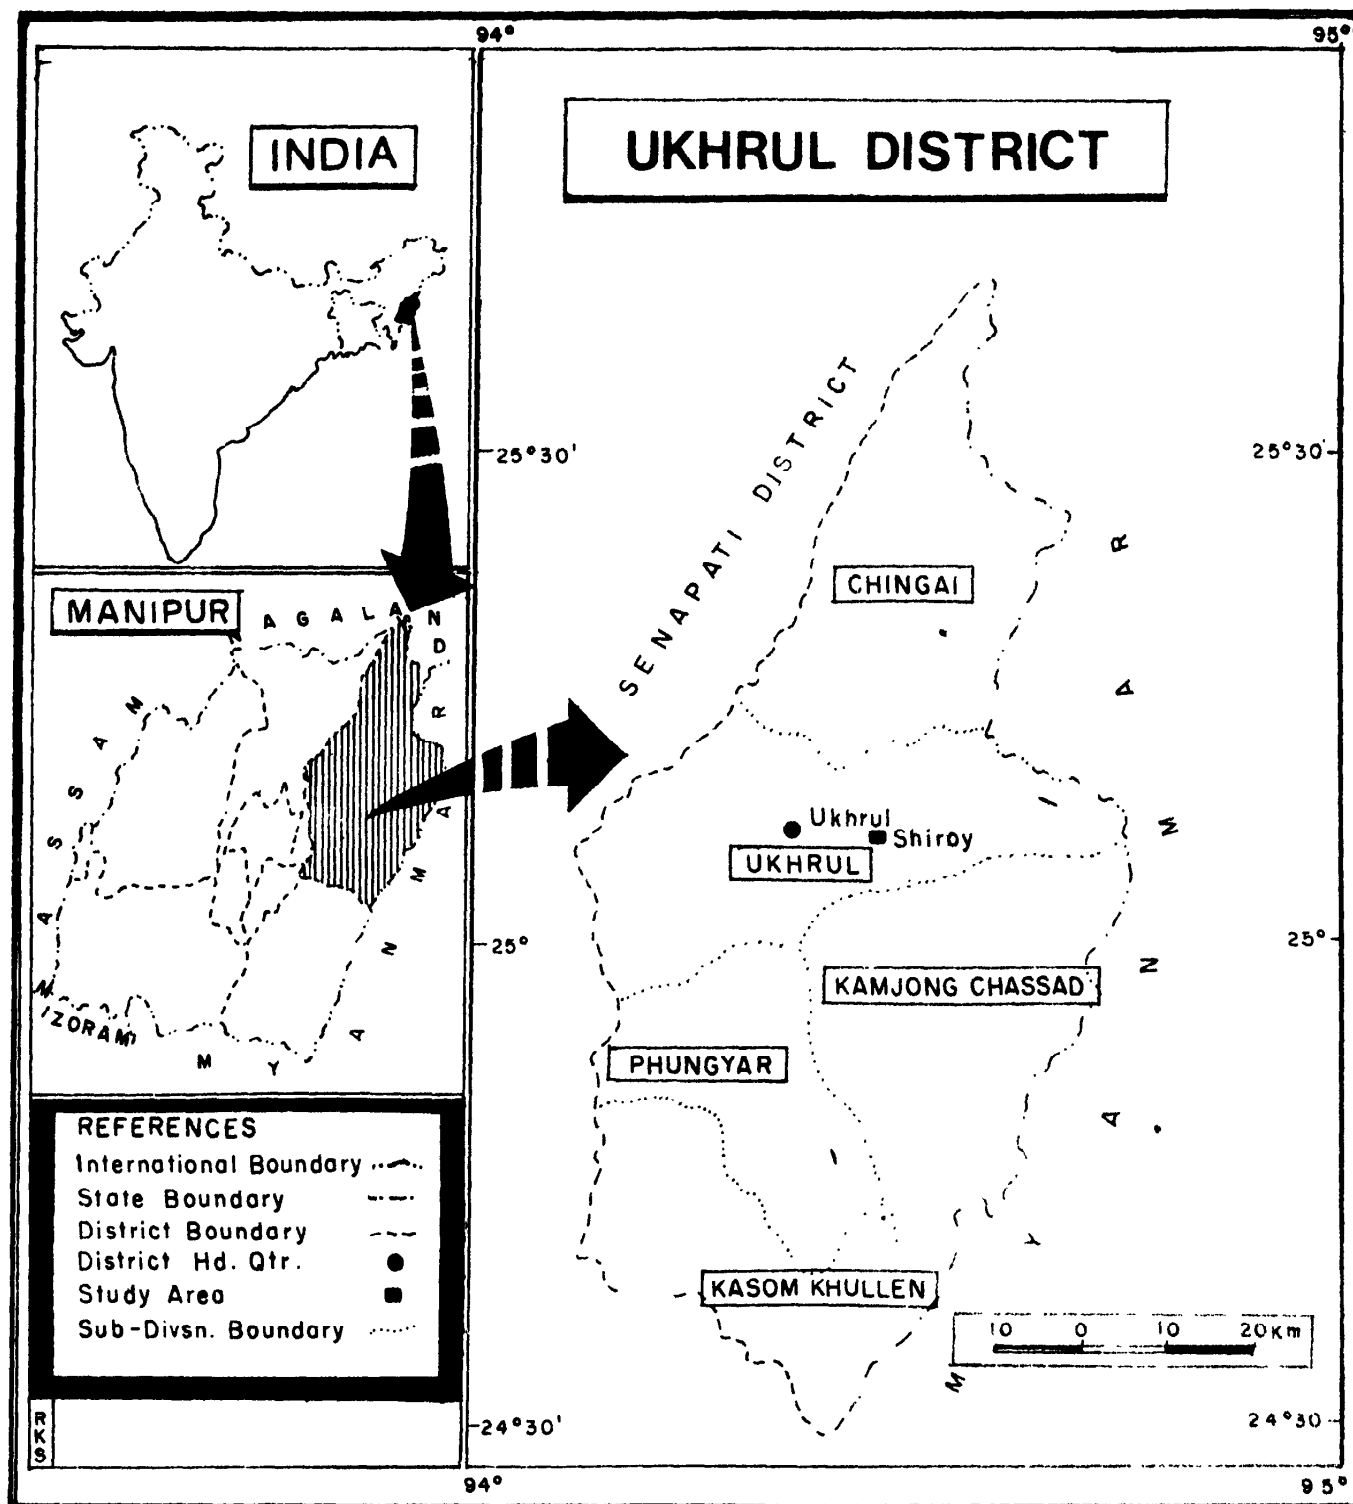 94° 95°
INDIA
UKHRUL DISTRICT
25°30' 25°30'
SENAPATI DISTRICT
CHINGAI
MANIPUR
NAGALAND
ASSAM
MIZORAM
MYANMAR
Ukhrul
Shiroy
UKHRUL
25° 25°
KAMJONG CHASSAD
PHUNGYAR
KASOM KHULLEN
MYANMAR
REFERENCES
International Boundary
State Boundary
District Boundary
District Hd. Qtr.
Study Area
Sub-Divsn. Boundary
10 0 10 20Km
24°30' 24°30
RKS
94° 95°